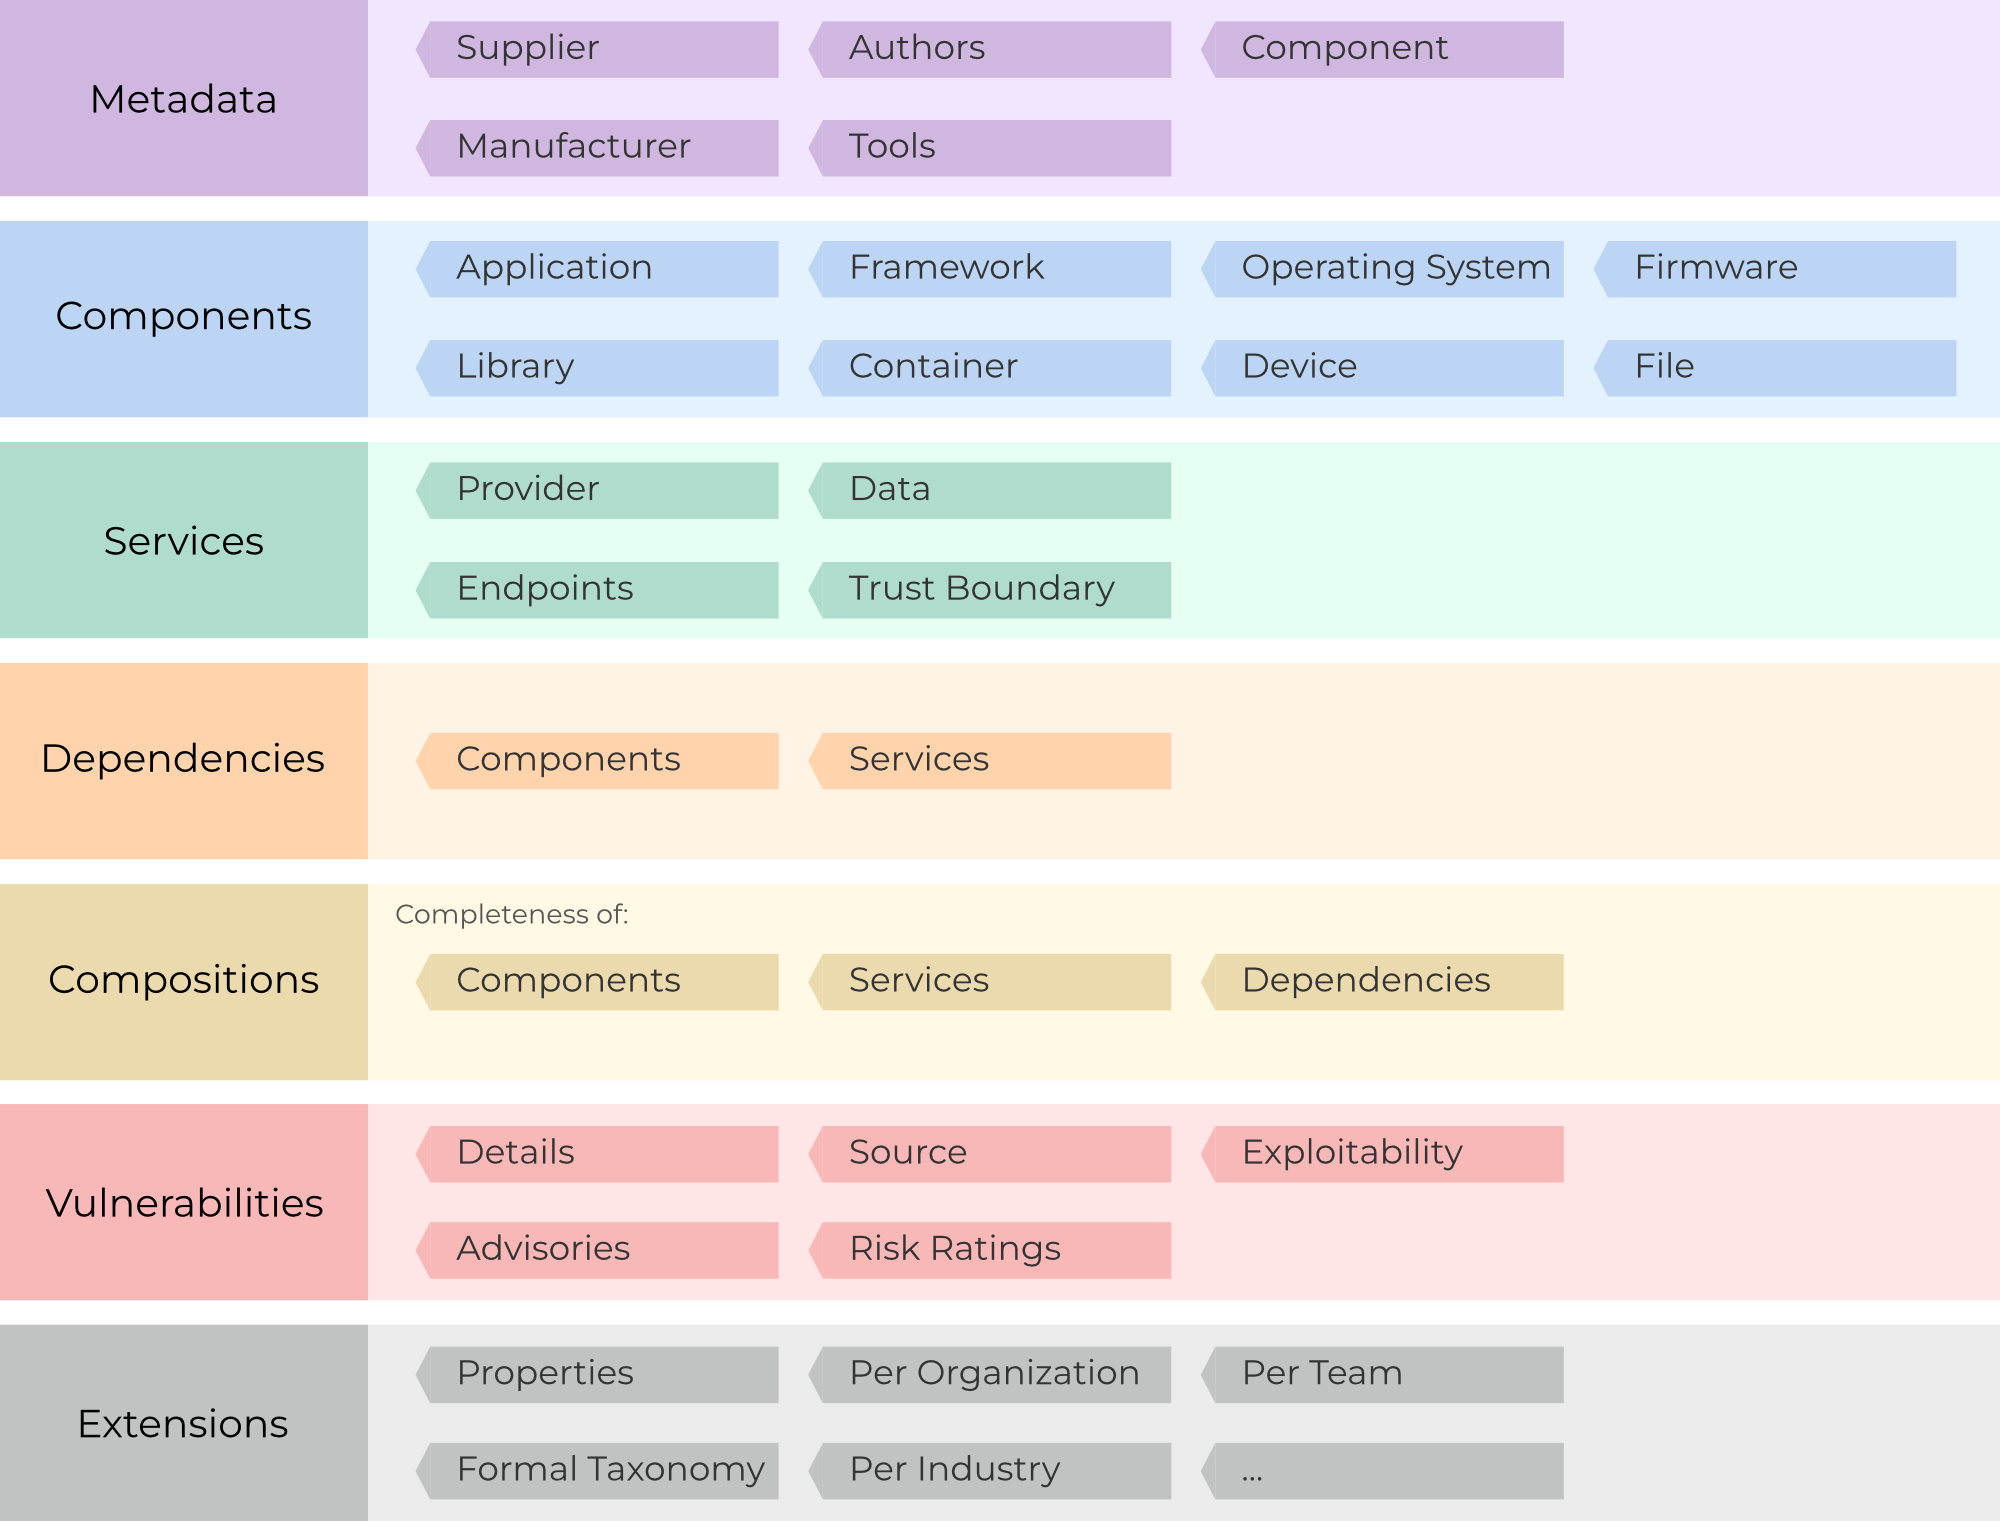 Metadata
Supplier
Authors
Component
Manufacturer
Tools
Components
Application
Framework
Operating System
Firmware
Library
Container
Device
File
Services
Provider
Data
Endpoints
Trust Boundary
Dependencies
Components
Services
Compositions
Completeness of:
Components
Services
Dependencies
Vulnerabilities
Details
Source
Exploitability
Advisories
Risk Ratings
Extensions
Properties
Per Organization
Per Team
Formal Taxonomy
Per Industry
...